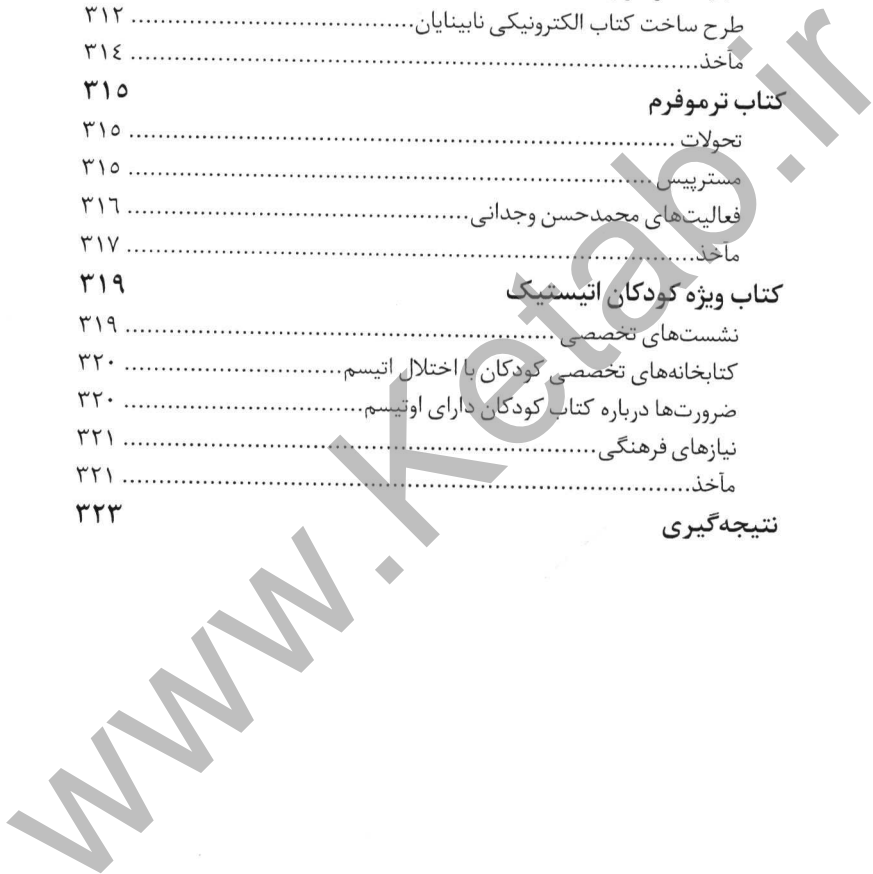 طرح ساخت کتاب الکترونیکی نابینایان.................................. ۳۱۲
مآخذ....................................................................... ۳۱٤
کتاب ترموفرم ۳۱۵
تحولات ................................................................. ۳۱۵
مسترپیس................................................................ ۳۱۵
فعالیت‌های محمدحسن وجدانی.......................................... ۳۱٦
مآخذ....................................................................... ۳۱۷
کتاب ویژه کودکان اتیستیک ۳۱۹
نشست‌های تخصصی .................................................... ۳۱۹
کتابخانه‌های تخصصی کودکان با اختلال اتیسم........................... ۳۲۰
ضرورت‌ها درباره کتاب کودکان دارای اوتیسم............................. ۳۲۰
نیازهای فرهنگی......................................................... ۳۲۱
مآخذ....................................................................... ۳۲۱
نتیجه‌گیری ۳۲۳
www.Ketab.ir